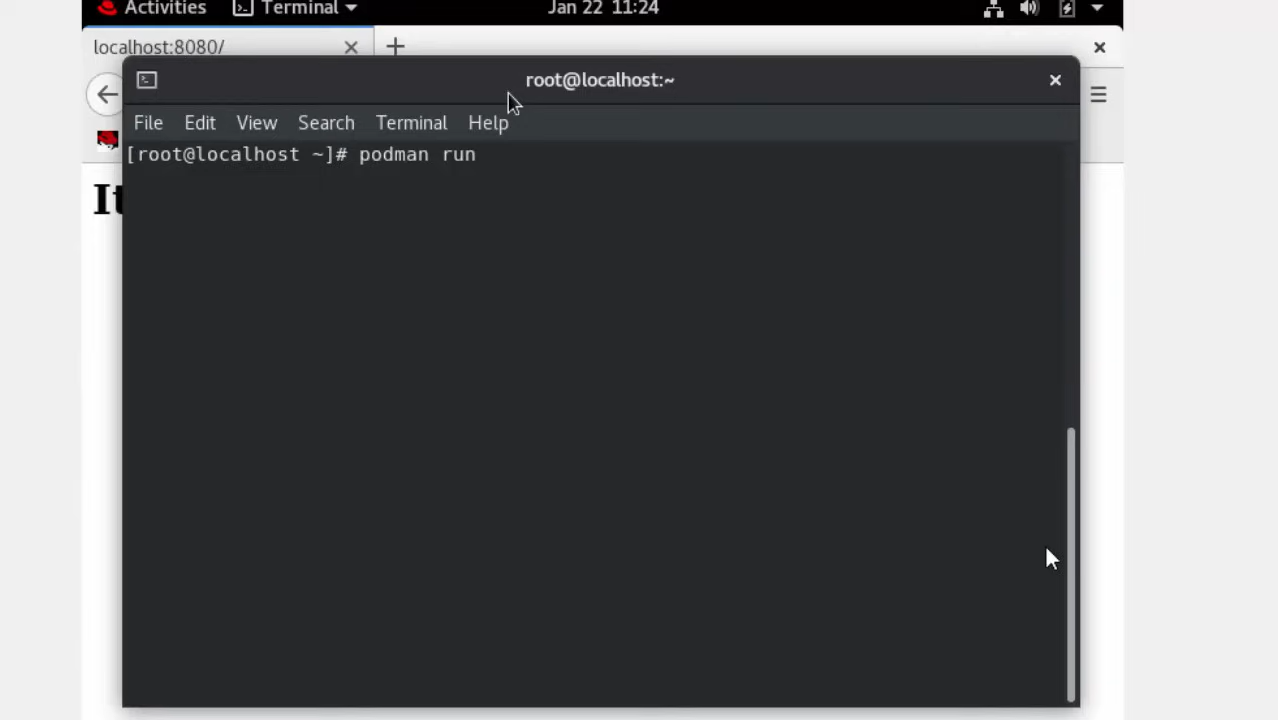 Activities Terminal Jan 22 11:24
localhost:8080/
root@localhost:~
File Edit View Search Terminal Help
[root@localhost ~]# podman run
It